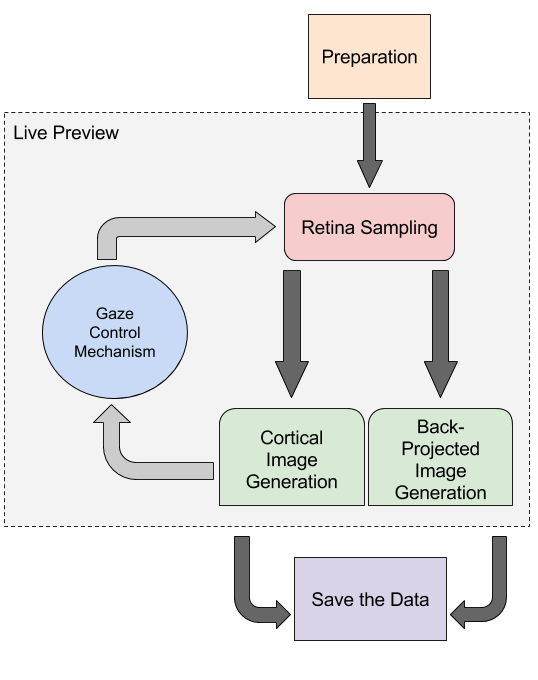 Preparation
Live Preview
Retina Sampling
Gaze
Control
Mechanism
Cortical
Image
Generation
Back-
Projected
Image
Generation
Save the Data